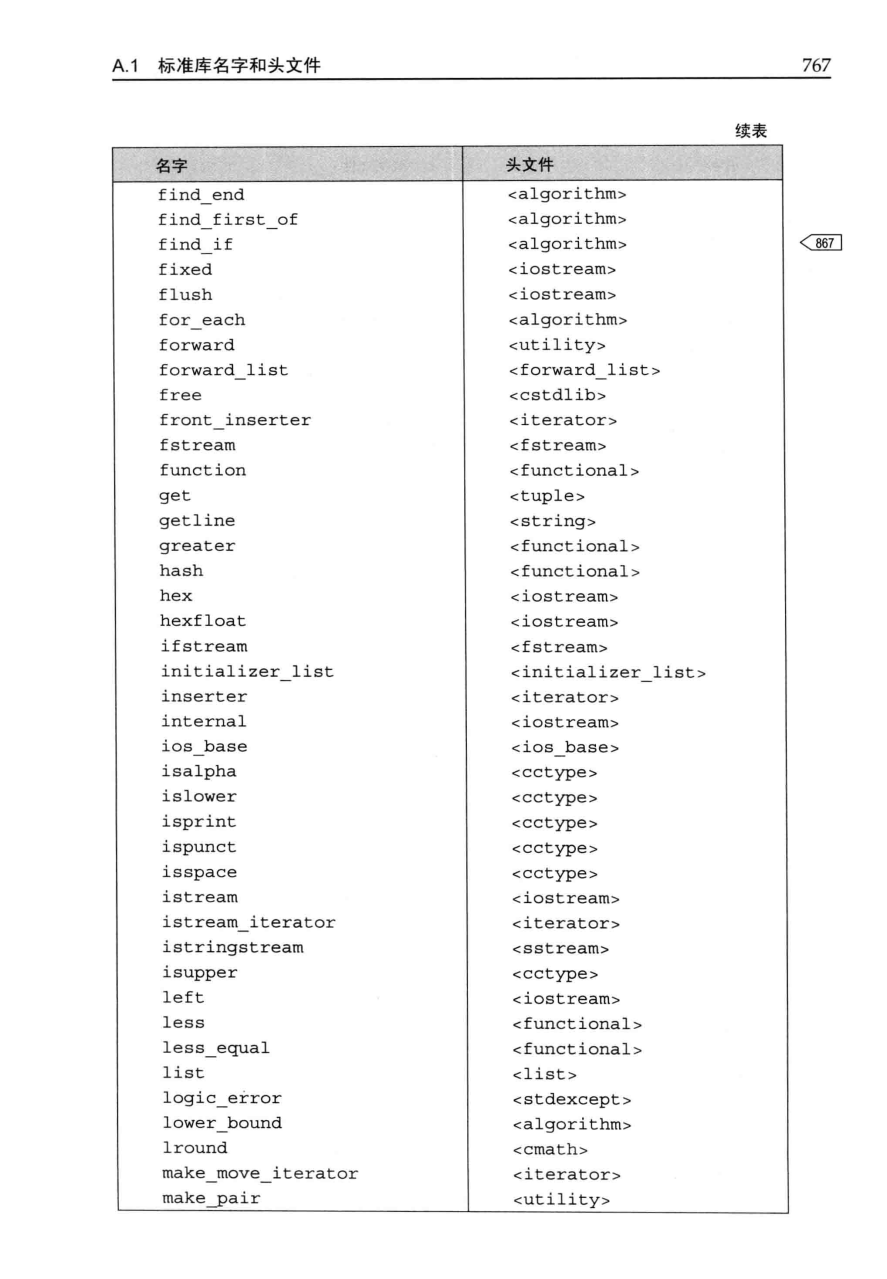 A.1 标准库名字和头文件 767
续表
名字 头文件
find_end <algorithm>
find_first_of <algorithm>
find_if <algorithm>
867
fixed <iostream>
flush <iostream>
for_each <algorithm>
forward <utility>
forward_list <forward_list>
free <cstdlib>
front_inserter <iterator>
fstream <fstream>
function <functional>
get <tuple>
getline <string>
greater <functional>
hash <functional>
hex <iostream>
hexfloat <iostream>
ifstream <fstream>
initializer_list <initializer_list>
inserter <iterator>
internal <iostream>
ios_base <ios_base>
isalpha <cctype>
islower <cctype>
isprint <cctype>
ispunct <cctype>
isspace <cctype>
istream <iostream>
istream_iterator <iterator>
istringstream <sstream>
isupper <cctype>
left <iostream>
less <functional>
less_equal <functional>
list <list>
logic_error <stdexcept>
lower_bound <algorithm>
lround <cmath>
make_move_iterator <iterator>
make_pair <utility>